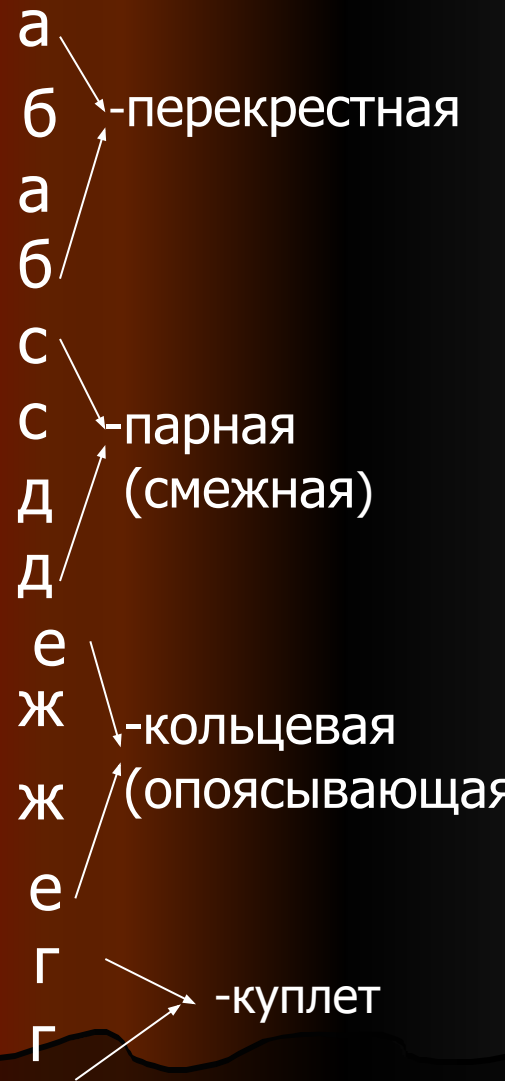 а
б -перекрестная
а
б
с
с -парная
д (смежная)
д
е
ж -кольцевая
ж (опоясывающая
е
г
г -куплет